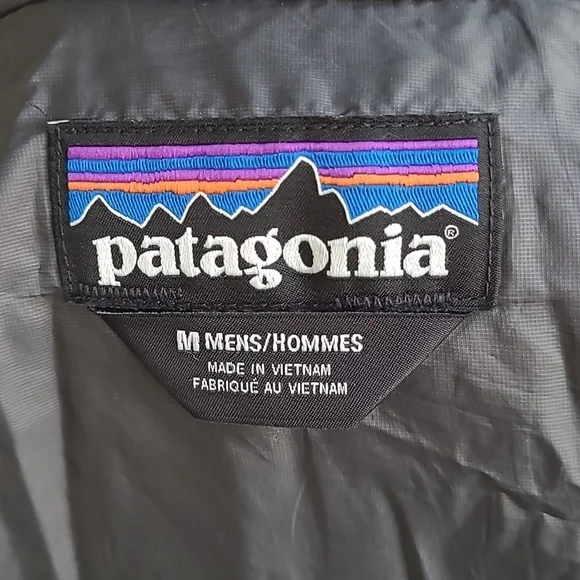 patagonia®
M MENS/HOMMES
MADE IN VIETNAM
FABRIQUÉ AU VIETNAM